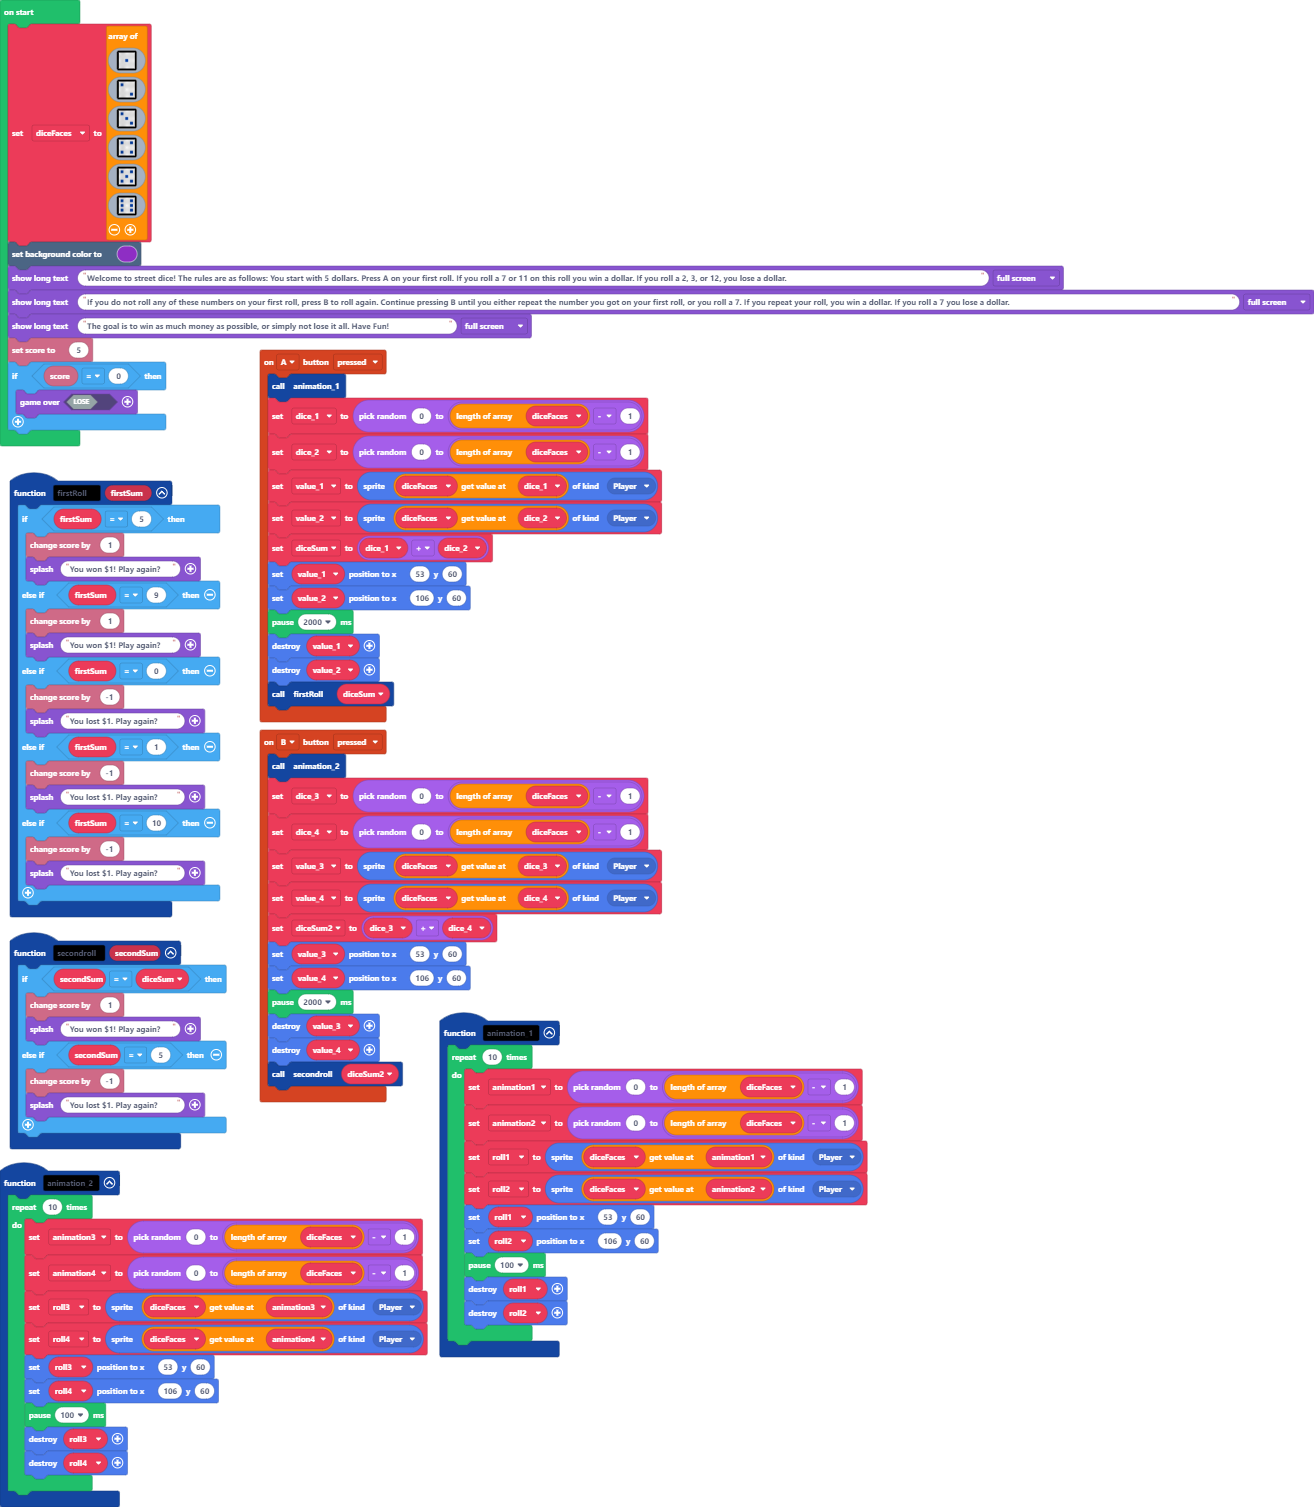 on start
array of
set diceFaces to
set background color to
show long text "Welcome to street dice! The rules are as follows: You start with 5 dollars. Press A on your first roll. If you roll a 7 or 11 on this roll you win a dollar. If you roll a 2, 3, or 12, you lose a dollar. " full screen
show long text "If you do not roll any of these numbers on your first roll, press B to roll again. Continue pressing B until you either repeat the number you got on your first roll, or you roll a 7. If you repeat your roll, you win a dollar. If you roll a 7 you lose a dollar. " full screen
show long text "The goal is to win as much money as possible, or simply not lose it all. Have Fun! " full screen
set score to 5
if score = 0 then
game over LOSE
on A button pressed
call animation_1
set dice_1 to pick random 0 to length of array diceFaces - 1
set dice_2 to pick random 0 to length of array diceFaces - 1
set value_1 to sprite diceFaces get value at dice_1 of kind Player
set value_2 to sprite diceFaces get value at dice_2 of kind Player
set diceSum to dice_1 + dice_2
set value_1 position to x 53 y 60
set value_2 position to x 106 y 60
pause 2000 ms
destroy value_1
destroy value_2
call firstRoll diceSum
function firstRoll firstSum
if firstSum = 5 then
change score by 1
splash "You won $1! Play again? "
else if firstSum = 9 then
change score by 1
splash "You won $1! Play again? "
else if firstSum = 0 then
change score by -1
splash "You lost $1. Play again? "
else if firstSum = 1 then
change score by -1
splash "You lost $1. Play again? "
else if firstSum = 10 then
change score by -1
splash "You lost $1. Play again? "
on B button pressed
call animation_2
set dice_3 to pick random 0 to length of array diceFaces - 1
set dice_4 to pick random 0 to length of array diceFaces - 1
set value_3 to sprite diceFaces get value at dice_3 of kind Player
set value_4 to sprite diceFaces get value at dice_4 of kind Player
set diceSum2 to dice_3 + dice_4
set value_3 position to x 53 y 60
set value_4 position to x 106 y 60
pause 2000 ms
destroy value_3
destroy value_4
call secondroll diceSum2
function secondroll secondSum
if secondSum = diceSum then
change score by 1
splash "You won $1! Play again? "
else if secondSum = 5 then
change score by -1
splash "You lost $1. Play again? "
function animation 1
repeat 10 times
do
set animation1 to pick random 0 to length of array diceFaces - 1
set animation2 to pick random 0 to length of array diceFaces - 1
set roll1 to sprite diceFaces get value at animation1 of kind Player
set roll2 to sprite diceFaces get value at animation2 of kind Player
set roll1 position to x 53 y 60
set roll2 position to x 106 y 60
pause 100 ms
destroy roll1
destroy roll2
function animation 2
repeat 10 times
do
set animation3 to pick random 0 to length of array diceFaces - 1
set animation4 to pick random 0 to length of array diceFaces - 1
set roll3 to sprite diceFaces get value at animation3 of kind Player
set roll4 to sprite diceFaces get value at animation4 of kind Player
set roll3 position to x 53 y 60
set roll4 position to x 106 y 60
pause 100 ms
destroy roll3
destroy roll4